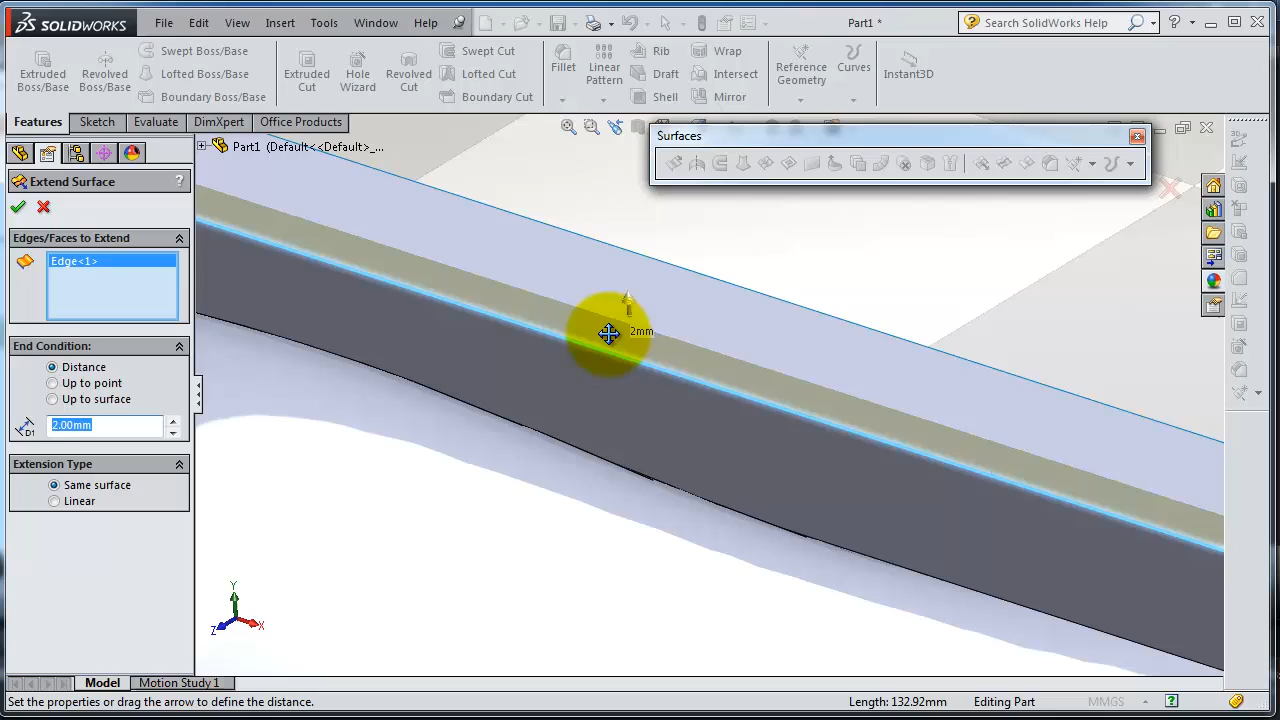 SOLIDWORKS File Edit View Insert Tools Window Help Part1 * Search SolidWorks Help
Extruded Boss/Base Revolved Boss/Base Swept Boss/Base Lofted Boss/Base Boundary Boss/Base Extruded Cut Hole Wizard Revolved Cut Swept Cut Lofted Cut Boundary Cut Fillet Linear Pattern Rib Draft Shell Wrap Intersect Mirror Reference Geometry Curves Instant3D
Features Sketch Evaluate DimXpert Office Products
Surfaces
Part1 (Default<<Default>_...
Extend Surface ?
Edges/Faces to Extend
Edge<1>
2mm
End Condition:
Distance
Up to point
Up to surface
D1 2.00mm
Extension Type
Same surface
Linear
Y
Z X
Model Motion Study 1
Set the properties or drag the arrow to define the distance. Length: 132.92mm Editing Part MMGS